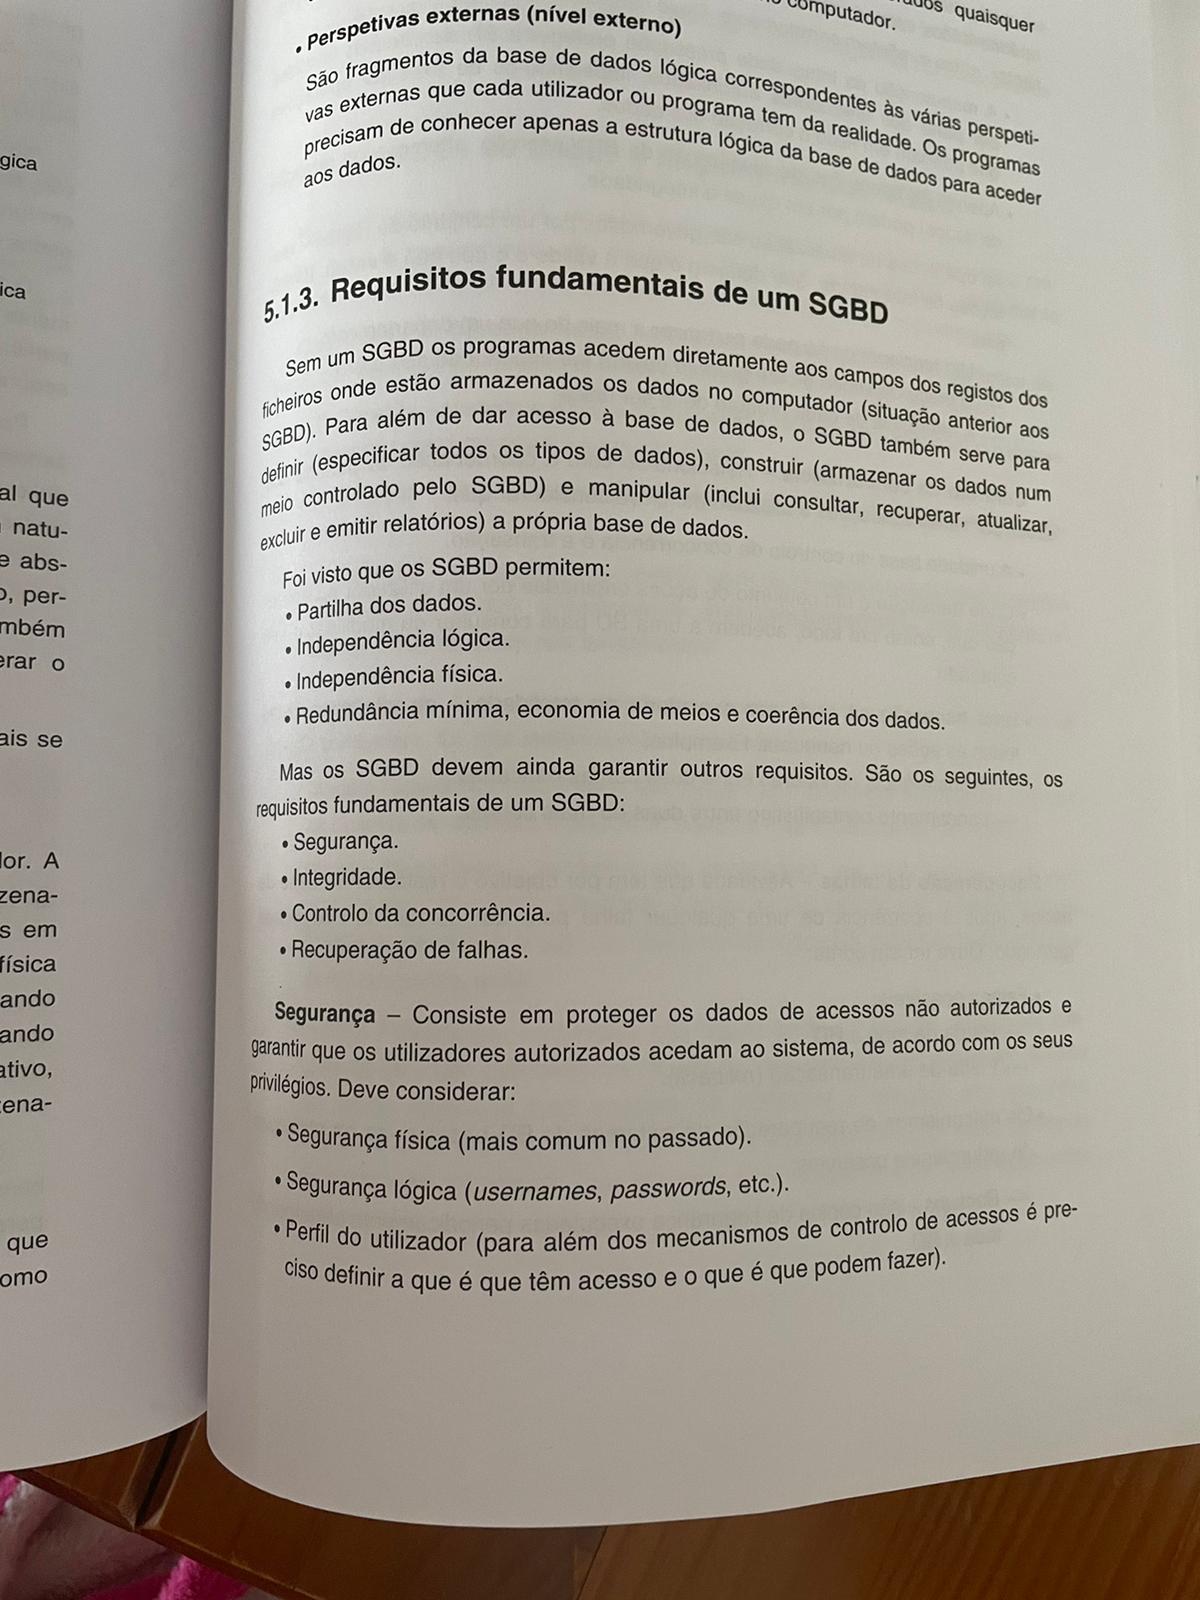 gica
ica
al que
natu-
e abs-
o, per-
mbém
erar o
ais se
lor. A
zena-
s em
física
ando
ando
ativo,
zena-
que
omo
quaisquer
computador.
• Perspetivas externas (nível externo)
São fragmentos da base de dados lógica correspondentes às várias perspeti-
vas externas que cada utilizador ou programa tem da realidade. Os programas
precisam de conhecer apenas a estrutura lógica da base de dados para aceder
aos dados.
5.1.3. Requisitos fundamentais de um SGBD
Sem um SGBD os programas acedem diretamente aos campos dos registos dos
ficheiros onde estão armazenados os dados no computador (situação anterior aos
SGBD). Para além de dar acesso à base de dados, o SGBD também serve para
definir (especificar todos os tipos de dados), construir (armazenar os dados num
meio controlado pelo SGBD) e manipular (inclui consultar, recuperar, atualizar,
excluir e emitir relatórios) a própria base de dados.
Foi visto que os SGBD permitem:
• Partilha dos dados.
• Independência lógica.
• Independência física.
• Redundância mínima, economia de meios e coerência dos dados.
Mas os SGBD devem ainda garantir outros requisitos. São os seguintes, os
requisitos fundamentais de um SGBD:
• Segurança.
• Integridade.
• Controlo da concorrência.
• Recuperação de falhas.
Segurança – Consiste em proteger os dados de acessos não autorizados e
garantir que os utilizadores autorizados acedam ao sistema, de acordo com os seus
privilégios. Deve considerar:
• Segurança física (mais comum no passado).
• Segurança lógica (usernames, passwords, etc.).
• Perfil do utilizador (para além dos mecanismos de controlo de acessos é pre-
ciso definir a que é que têm acesso e o que é que podem fazer).